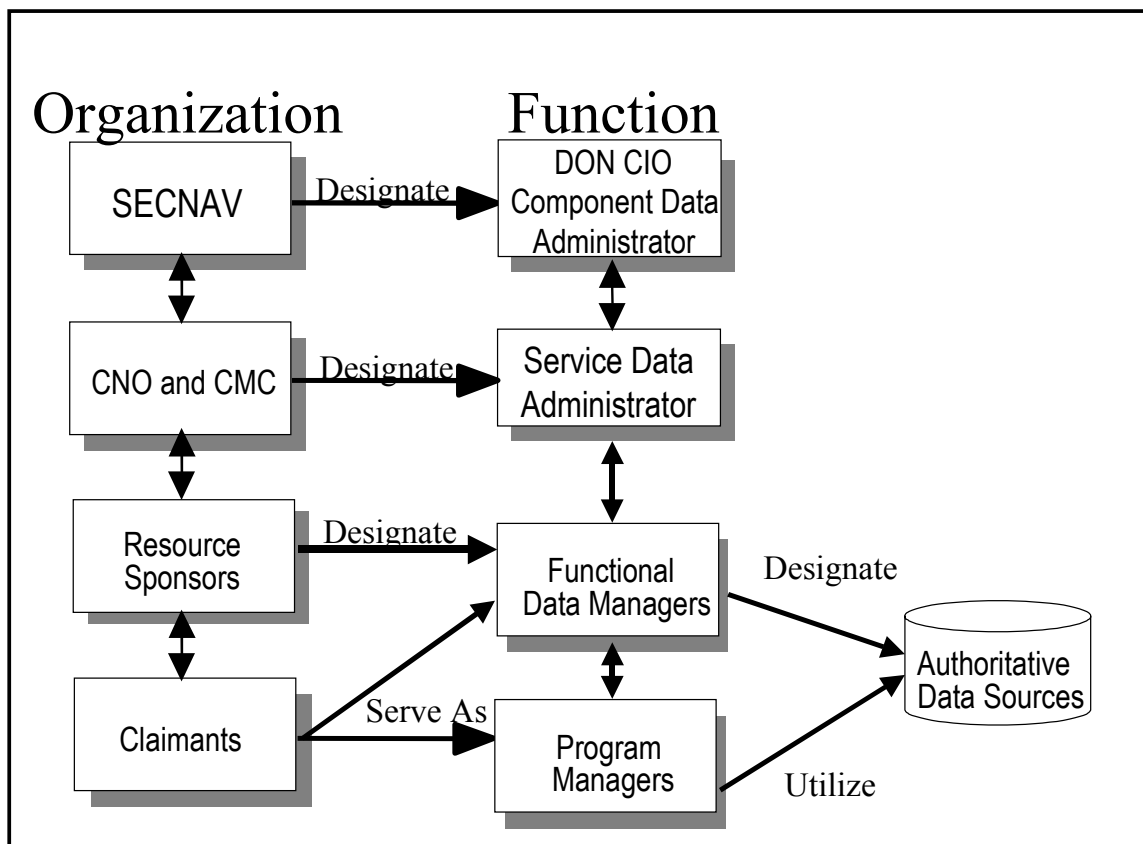 Organization
Function
SECNAV
Designate
DON CIO
Component Data
Administrator
CNO and CMC
Designate
Service Data
Administrator
Resource
Sponsors
Designate
Functional
Data Managers
Designate
Authoritative
Data Sources
Claimants
Serve As
Program
Managers
Utilize